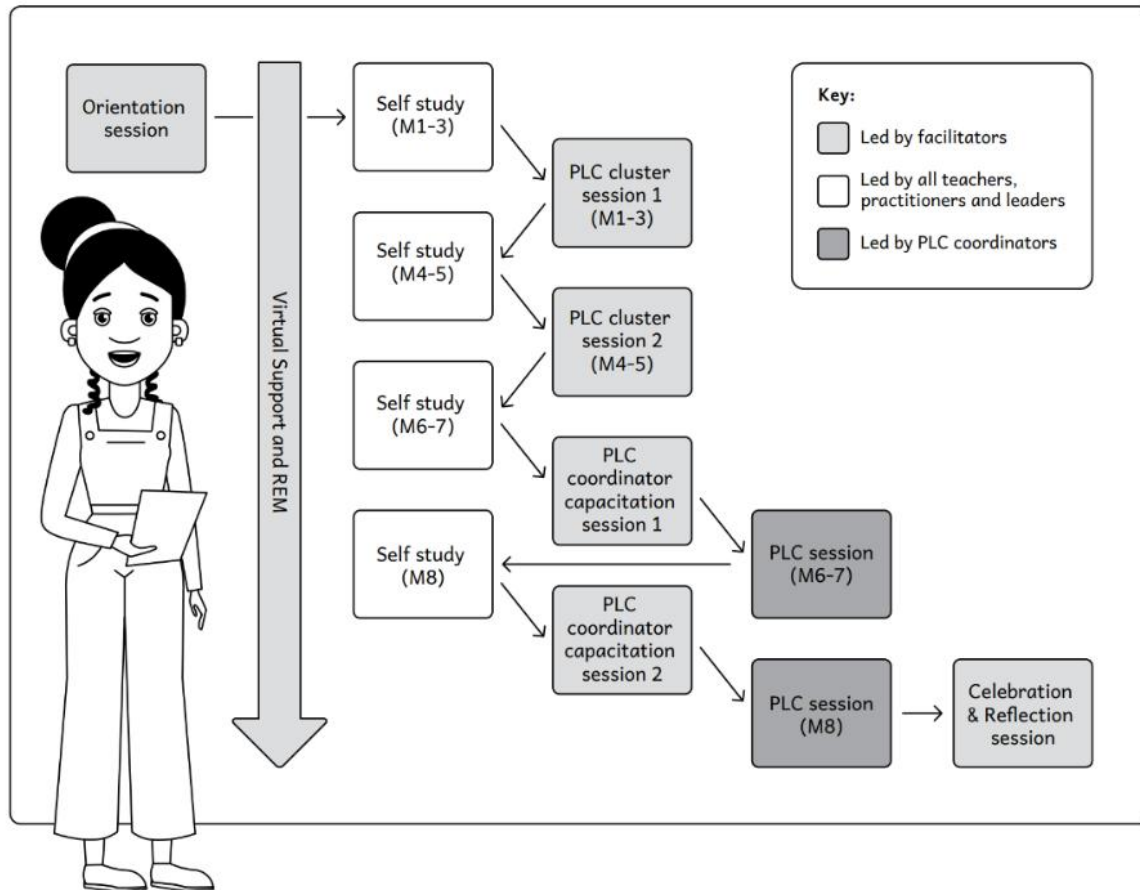 Orientation
session
Virtual Support and REM
Self study
(M1-3)
PLC cluster
session 1
(M1-3)
Self study
(M4-5)
PLC cluster
session 2
(M4-5)
Self study
(M6-7)
PLC
coordinator
capacitation
session 1
PLC session
(M6-7)
Self study
(M8)
PLC
coordinator
capacitation
session 2
PLC session
(M8)
Celebration
& Reflection
session
Key:
Led by facilitators
Led by all teachers,
practitioners and leaders
Led by PLC coordinators